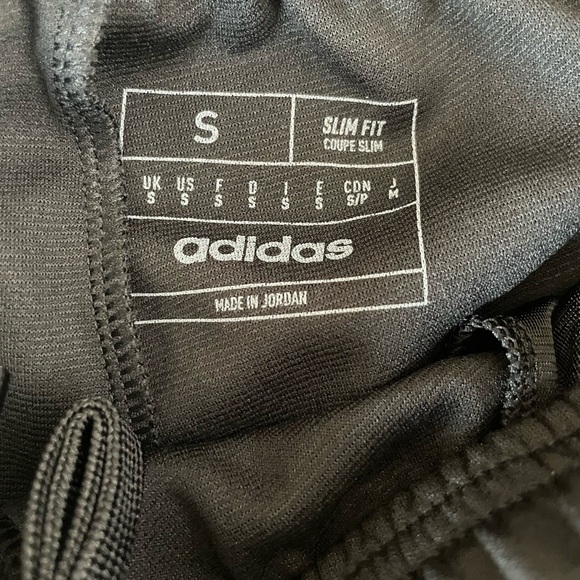 S
SLIM FIT
COUPE SLIM
UK US F D I E CDN J
S S S S S S S/P M
adidas
MADE IN JORDAN